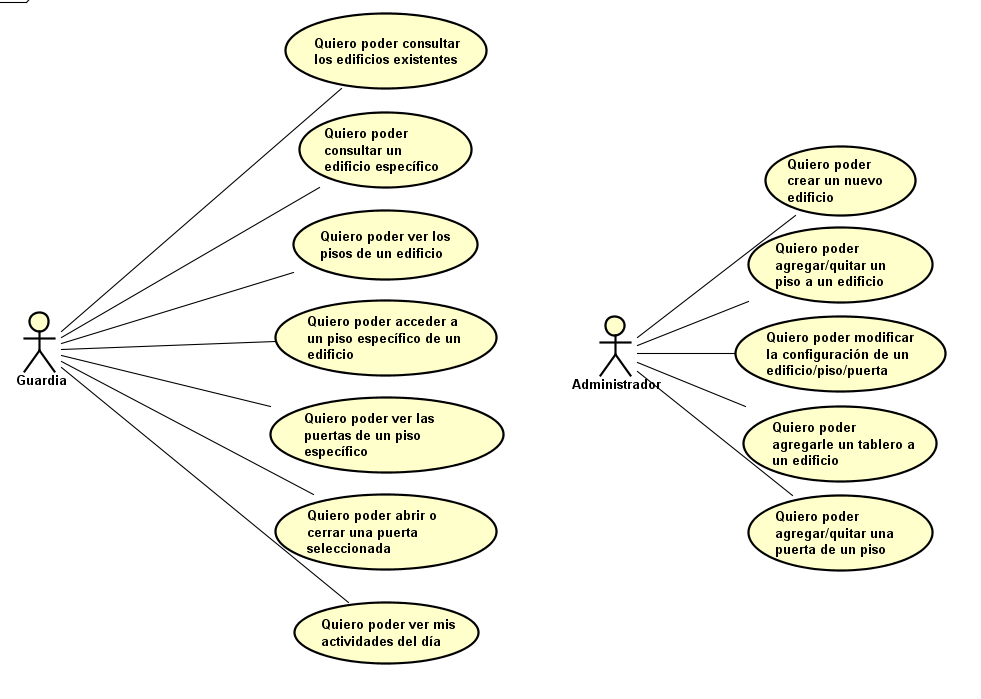 Quiero poder consultar
los edificios existentes
Quiero poder
consultar un
edificio específico
Quiero poder ver los
pisos de un edificio
Quiero poder acceder a
un piso específico de un
edificio
Quiero poder ver las
puertas de un piso
específico
Quiero poder abrir o
cerrar una puerta
seleccionada
Quiero poder ver mis
actividades del día
Guardia
Quiero poder
crear un nuevo
edificio
Quiero poder
agregar/quitar un
piso a un edificio
Quiero poder modificar
la configuración de un
edificio/piso/puerta
Quiero poder
agregarle un tablero a
un edificio
Quiero poder
agregar/quitar una
puerta de un piso
Administrador